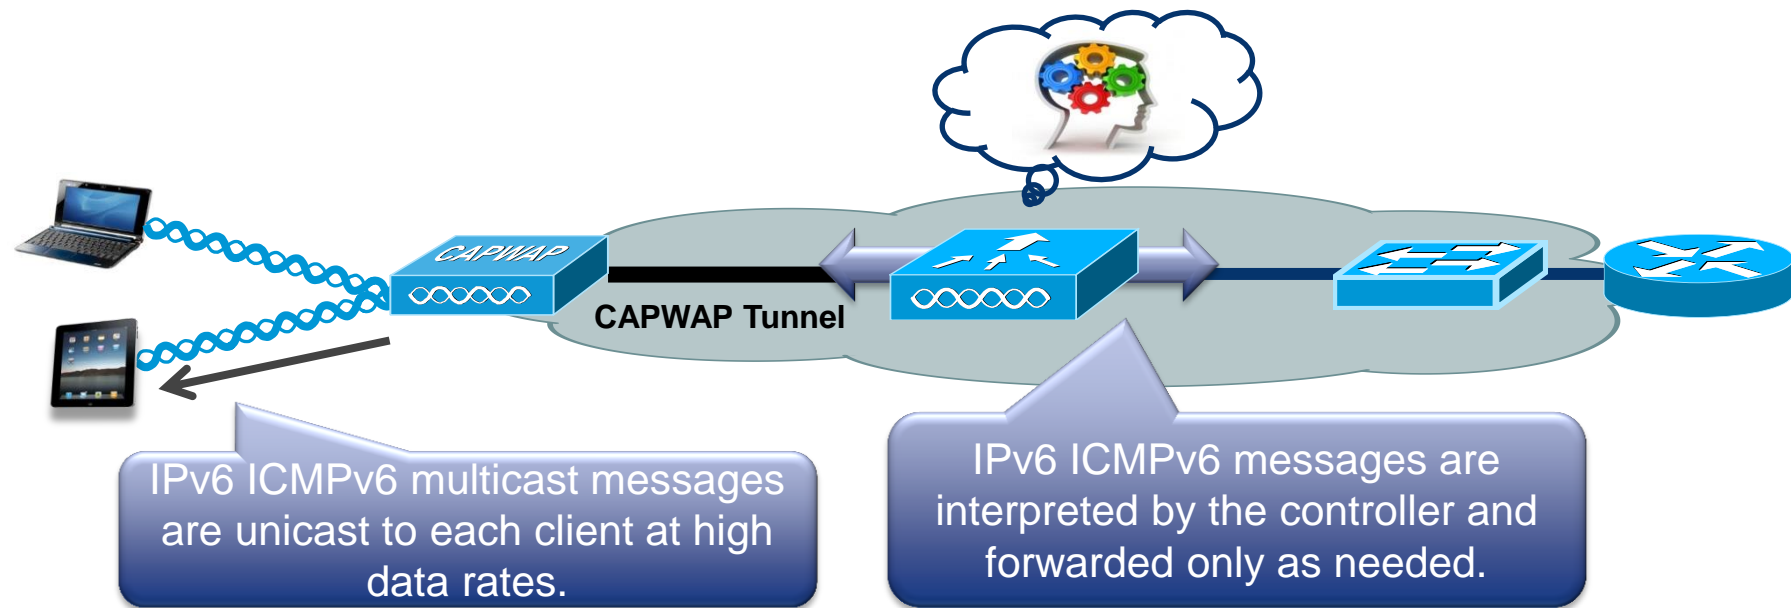 CAPWAP
CAPWAP Tunnel
IPv6 ICMPv6 multicast messages
are unicast to each client at high
data rates.
IPv6 ICMPv6 messages are
interpreted by the controller and
forwarded only as needed.